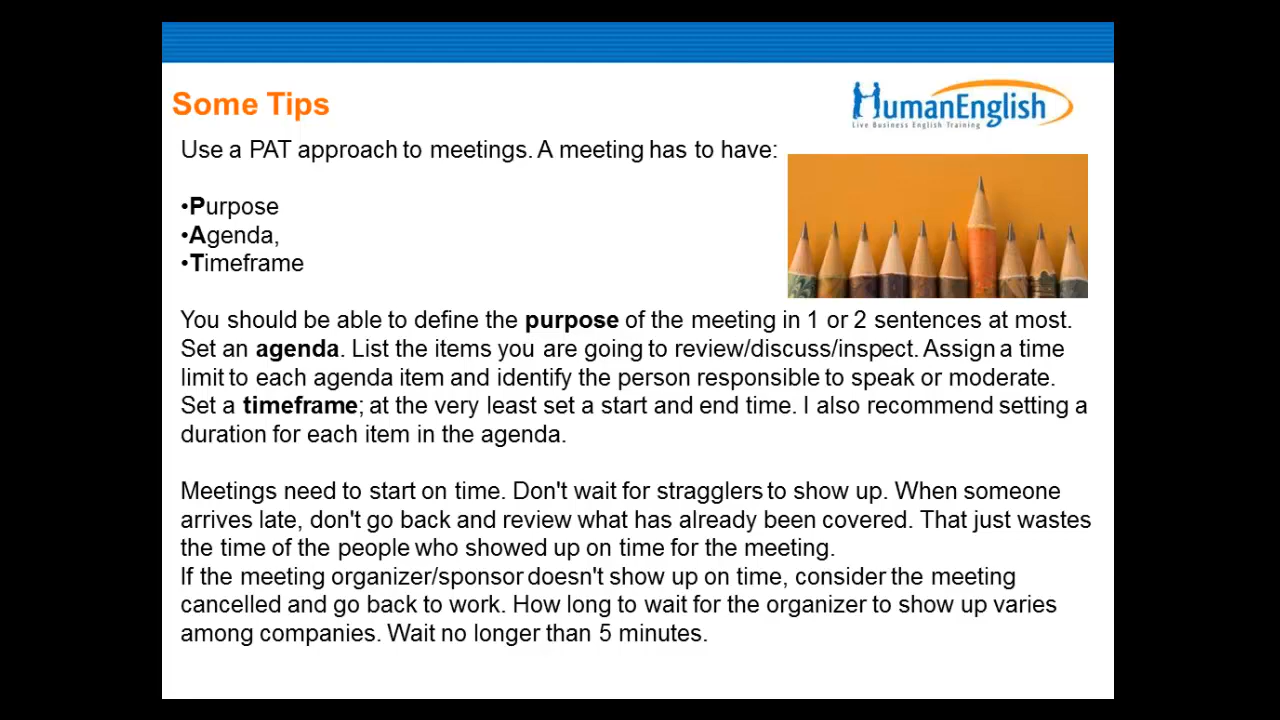 Some Tips
HumanEnglish
Live Business English Training
Use a PAT approach to meetings. A meeting has to have:
•Purpose
•Agenda,
•Timeframe
You should be able to define the purpose of the meeting in 1 or 2 sentences at most.
Set an agenda. List the items you are going to review/discuss/inspect. Assign a time
limit to each agenda item and identify the person responsible to speak or moderate.
Set a timeframe; at the very least set a start and end time. I also recommend setting a
duration for each item in the agenda.
Meetings need to start on time. Don't wait for stragglers to show up. When someone
arrives late, don't go back and review what has already been covered. That just wastes
the time of the people who showed up on time for the meeting.
If the meeting organizer/sponsor doesn't show up on time, consider the meeting
cancelled and go back to work. How long to wait for the organizer to show up varies
among companies. Wait no longer than 5 minutes.